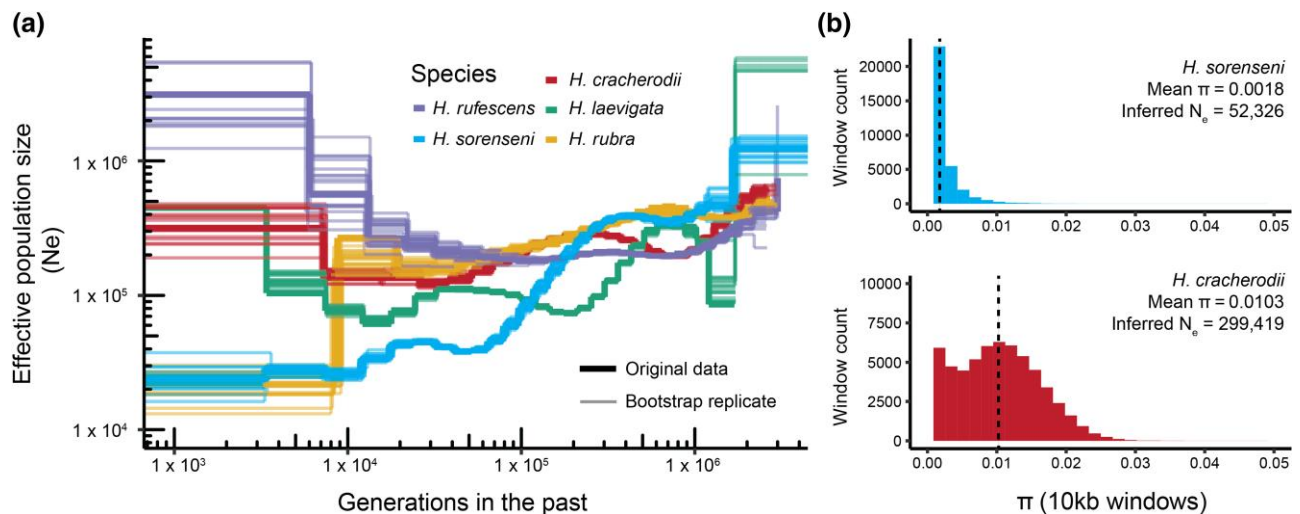 (a)
Effective population size
(Ne)
1 x 10⁶
1 x 10⁵
1 x 10⁴
Species
H. rufescens
H. sorenseni
H. cracherodii
H. laevigata
H. rubra
Original data
Bootstrap replicate
1 x 10³
1 x 10⁴
1 x 10⁵
1 x 10⁶
Generations in the past
(b)
Window count
20000
15000
10000
5000
0
H. sorenseni
Mean π = 0.0018
Inferred Nₑ = 52,326
0.00
0.01
0.02
0.03
0.04
0.05
Window count
10000
7500
5000
2500
0
H. cracherodii
Mean π = 0.0103
Inferred Nₑ = 299,419
0.00
0.01
0.02
0.03
0.04
0.05
π (10kb windows)